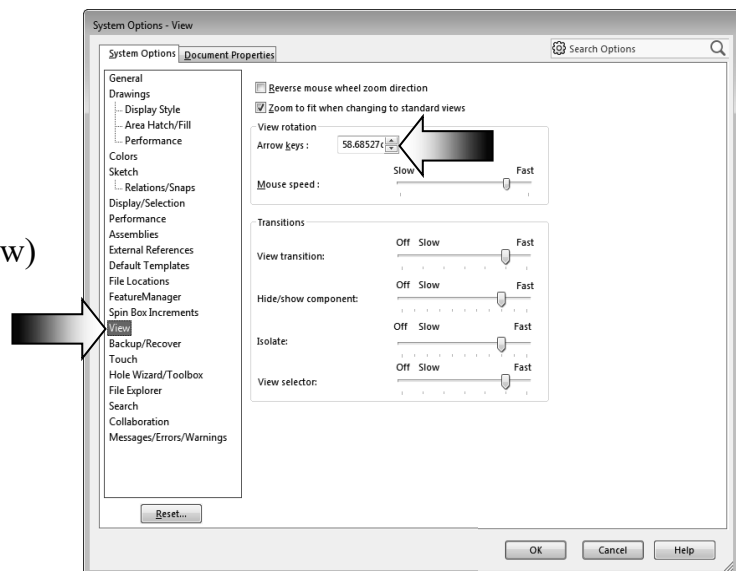 System Options - View
System Options
Document Properties
Search Options
General
Drawings
Display Style
Area Hatch/Fill
Performance
Colors
Sketch
Relations/Snaps
Display/Selection
Performance
Assemblies
External References
Default Templates
File Locations
FeatureManager
Spin Box Increments
View
Backup/Recover
Touch
Hole Wizard/Toolbox
File Explorer
Search
Collaboration
Messages/Errors/Warnings
w)
Reset...
Reverse mouse wheel zoom direction
Zoom to fit when changing to standard views
View rotation
Arrow keys : 58.68527
Slow Fast
Mouse speed :
Transitions
Off Slow Fast
View transition:
Off Slow Fast
Hide/show component:
Off Slow Fast
Isolate:
Off Slow Fast
View selector:
OK Cancel Help